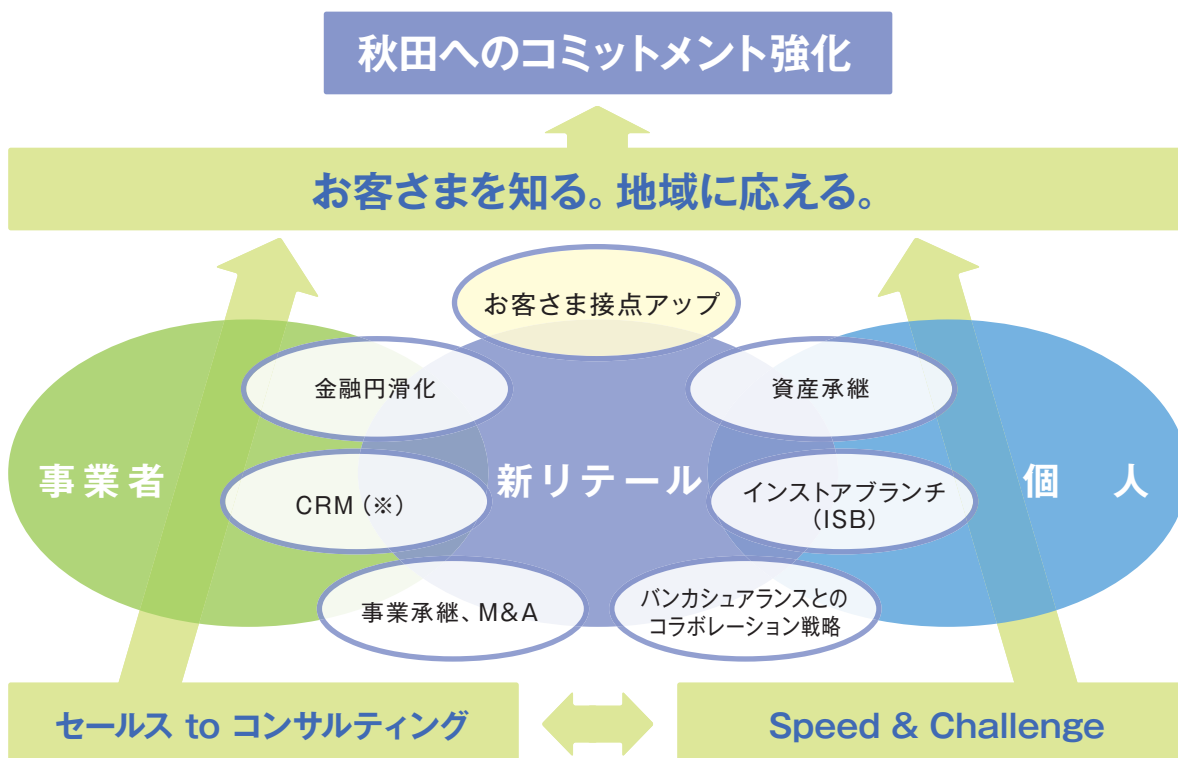 秋田へのコミットメント強化
お客さまを知る。地域に応える。
お客さま接点アップ
金融円滑化
資産承継
事業者
CRM（※）
新リテール
インストアブランチ
（ISB）
個人
事業承継、M&A
バンカシュアランスとの
コラボレーション戦略
セールス to コンサルティング
Speed & Challenge